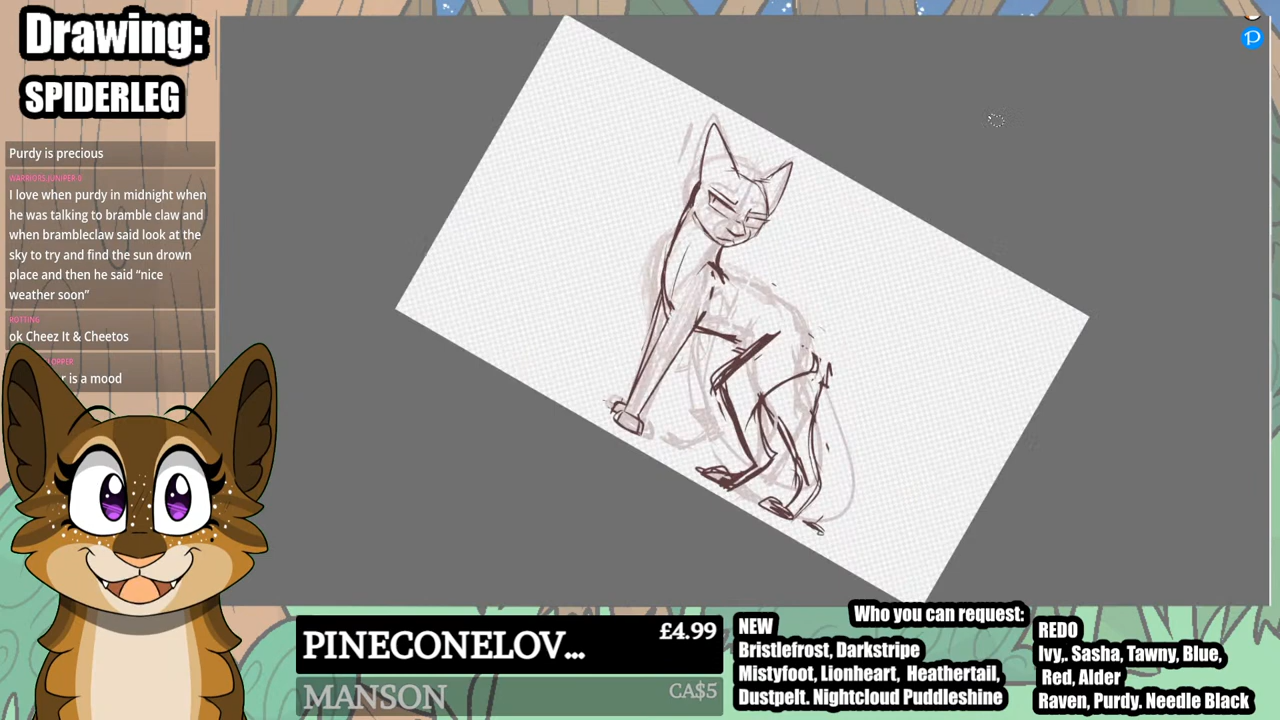 Drawing:
SPIDERLEG
Purdy is precious
WARRIORS JUNIPER B
I love when purdy in midnight when
he was talking to bramble claw and
when brambleclaw said look at the
sky to try and find the sun drown
place and then he said “nice
weather soon”
ROTTING
ok Cheez It & Cheetos
OPPER
r is a mood
PINECONELOV...
£4.99
MANSON
CA$5
Who you can request:
NEW
Bristlefrost, Darkstripe
Mistyfoot, Lionheart, Heathertail,
Dustpelt. Nightcloud Puddleshine
REDO
Ivy,. Sasha, Tawny, Blue,
Red, Alder
Raven, Purdy. Needle Black